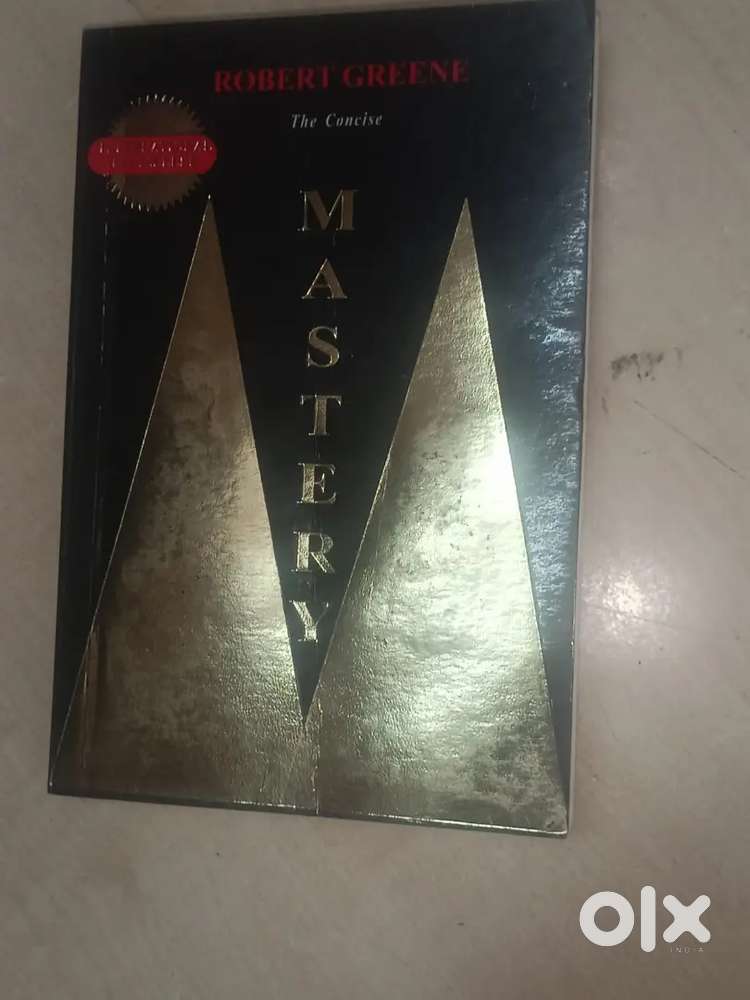 ROBERT GREENE
The Concise
MASTERY
olx
INDIA